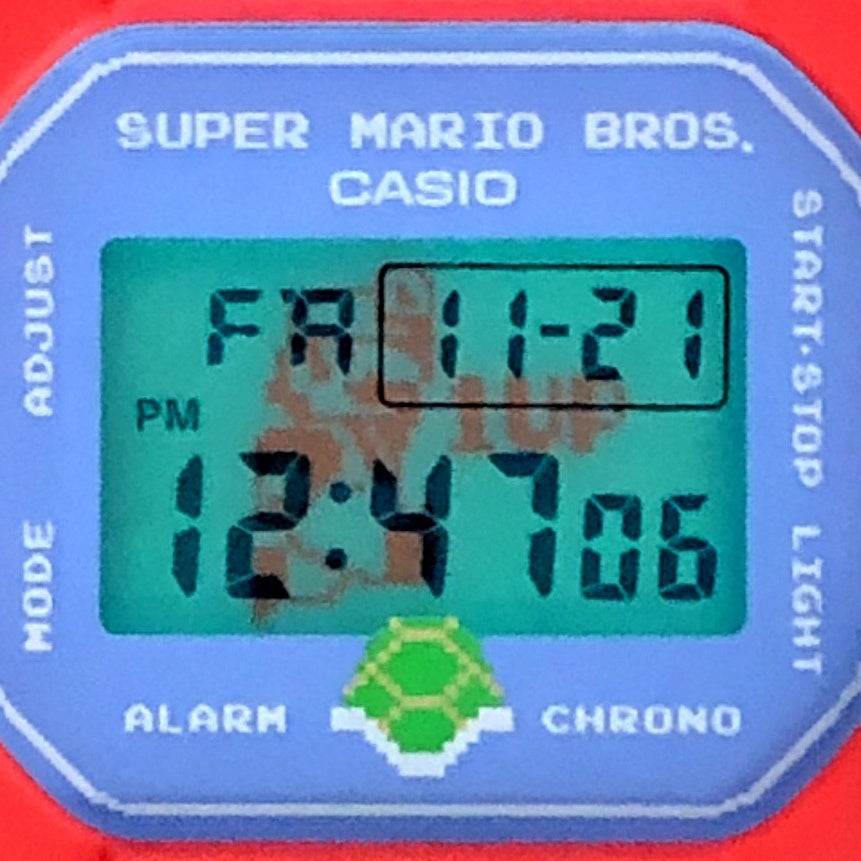 SUPER MARIO BROS.
CASIO
ADJUST
START·STOP
FR 11-21
1UP
PM
12:47 06
MODE
LIGHT
ALARM
CHRONO